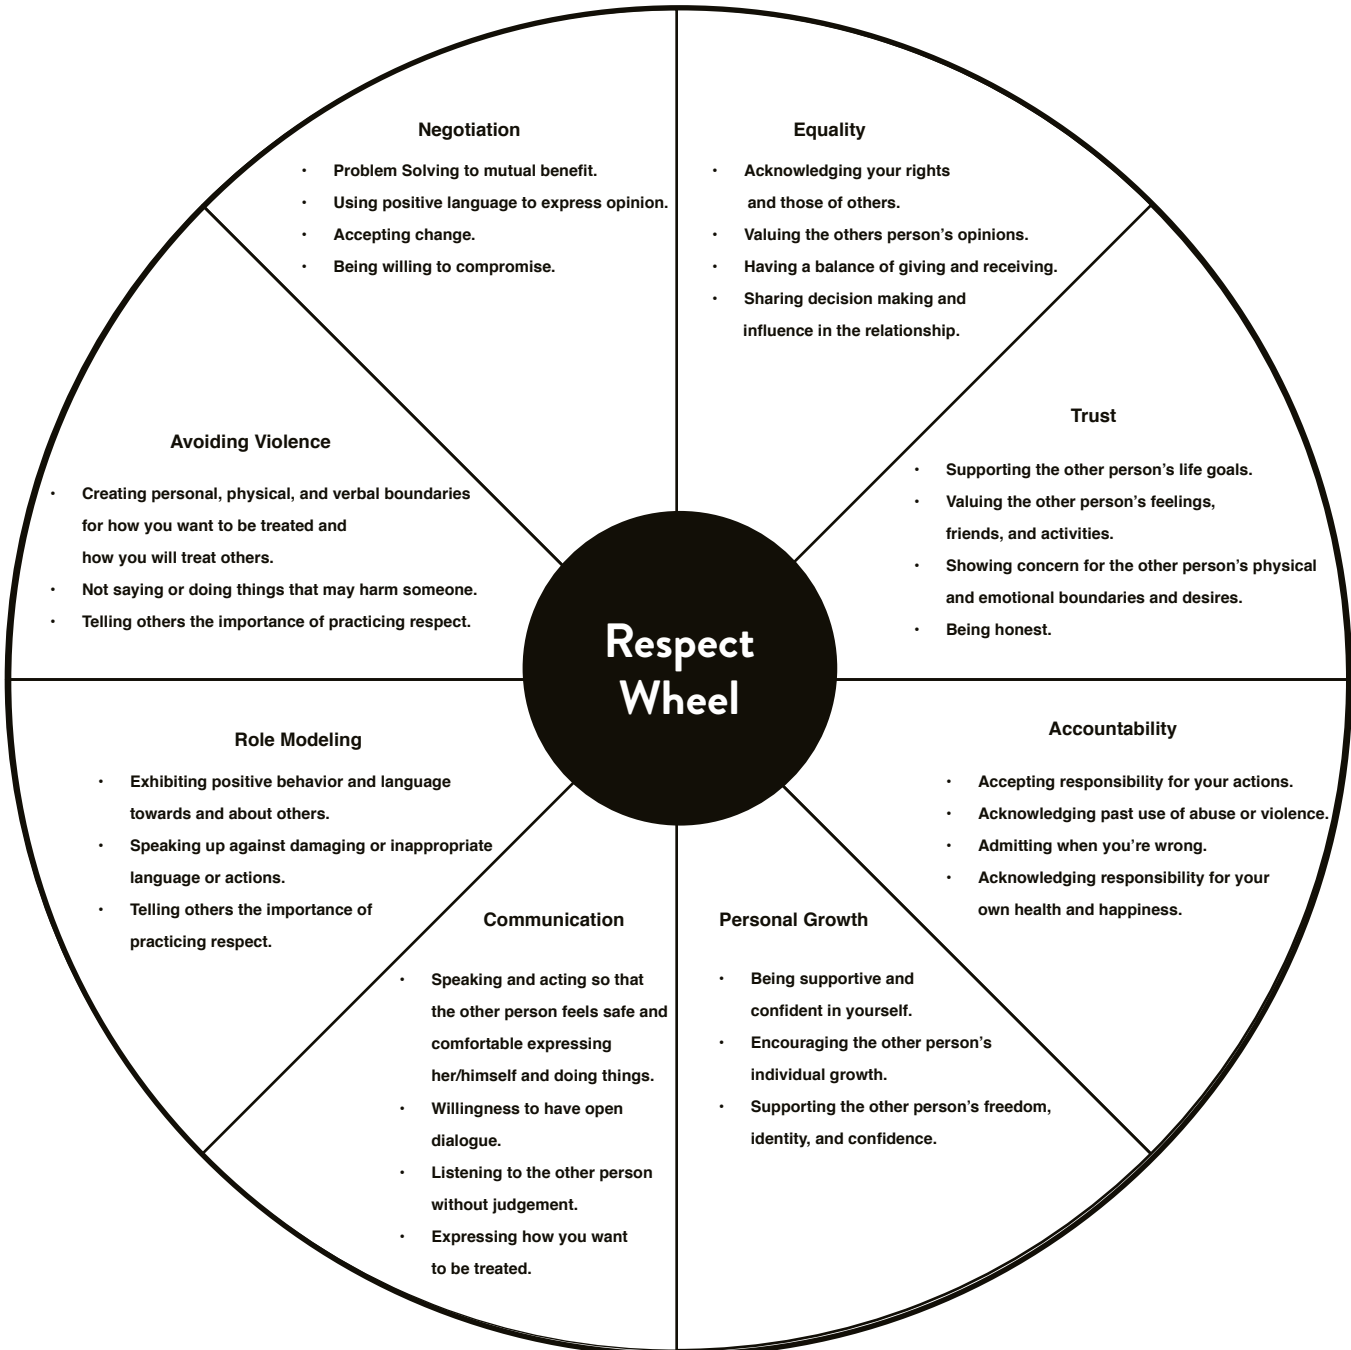 Negotiation
• Problem Solving to mutual benefit.
• Using positive language to express opinion.
• Accepting change.
• Being willing to compromise.
Equality
• Acknowledging your rights
and those of others.
• Valuing the others person’s opinions.
• Having a balance of giving and receiving.
• Sharing decision making and
influence in the relationship.
Trust
• Supporting the other person’s life goals.
• Valuing the other person’s feelings,
friends, and activities.
• Showing concern for the other person’s physical
and emotional boundaries and desires.
• Being honest.
Accountability
• Accepting responsibility for your actions.
• Acknowledging past use of abuse or violence.
• Admitting when you’re wrong.
• Acknowledging responsibility for your
own health and happiness.
Personal Growth
• Being supportive and
confident in yourself.
• Encouraging the other person’s
individual growth.
• Supporting the other person’s freedom,
identity, and confidence.
Communication
• Speaking and acting so that
the other person feels safe and
comfortable expressing
her/himself and doing things.
• Willingness to have open
dialogue.
• Listening to the other person
without judgement.
• Expressing how you want
to be treated.
Role Modeling
• Exhibiting positive behavior and language
towards and about others.
• Speaking up against damaging or inappropriate
language or actions.
• Telling others the importance of
practicing respect.
Avoiding Violence
• Creating personal, physical, and verbal boundaries
for how you want to be treated and
how you will treat others.
• Not saying or doing things that may harm someone.
• Telling others the importance of practicing respect.
Respect
Wheel